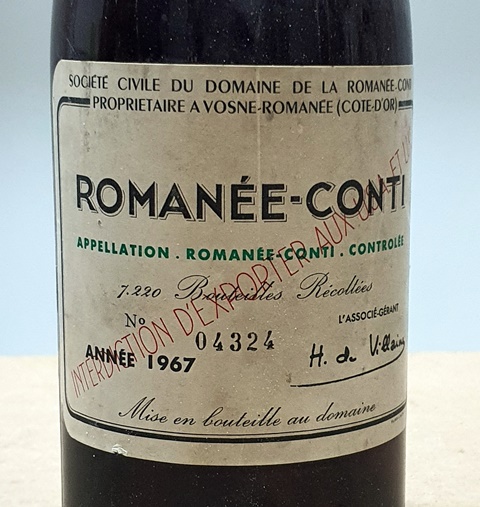 SOCIÉTÉ CIVILE DU DOMAINE DE LA ROMANÉE-CONTI
PROPRIETAIRE A VOSNE-ROMANÉE (COTE-D'OR)
ROMANÉE-CONTI
APPELLATION . ROMANÉE-CONTI . CONTROLÉE
7.220 Bouteilles Récoltées
No 04324
L'ASSOCIÉ-GÉRANT
ANNÉE 1967
H. de Villaine
Mise en bouteille au domaine
INTERDICTION D'EXPORTER AUX U.S.A ET